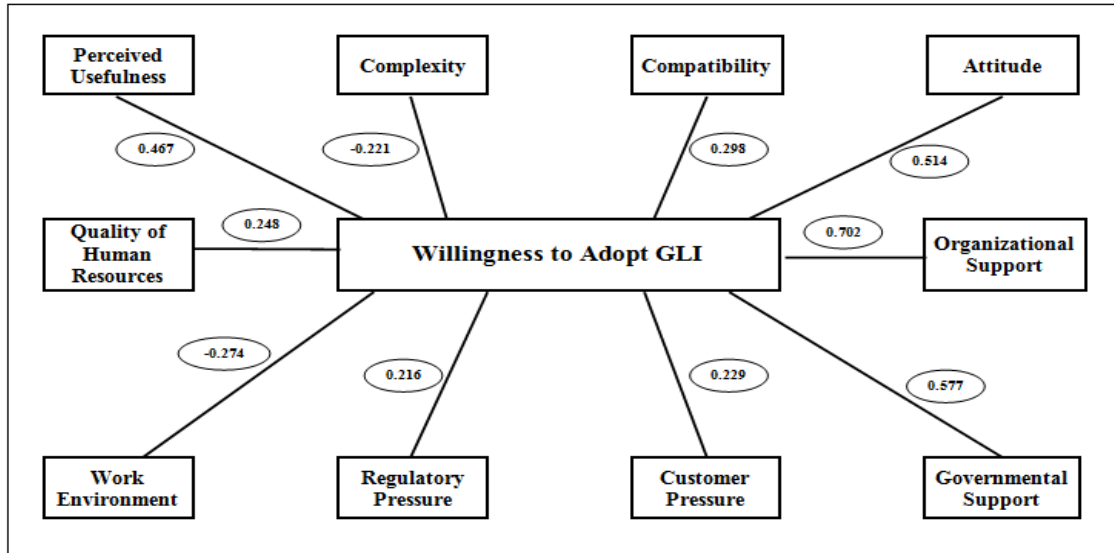 Perceived
Usefulness
Complexity
Compatibility
Attitude
0.467
-0.221
0.298
0.514
Quality of
Human
Resources
0.248
Willingness to Adopt GLI
0.702
Organizational
Support
-0.274
0.216
0.229
0.577
Work
Environment
Regulatory
Pressure
Customer
Pressure
Governmental
Support